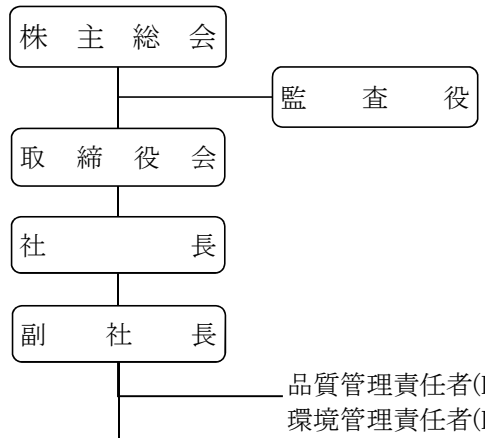 株主総会
監査役
取締役会
社長
副社長
品質管理責任者(I
環境管理責任者(I